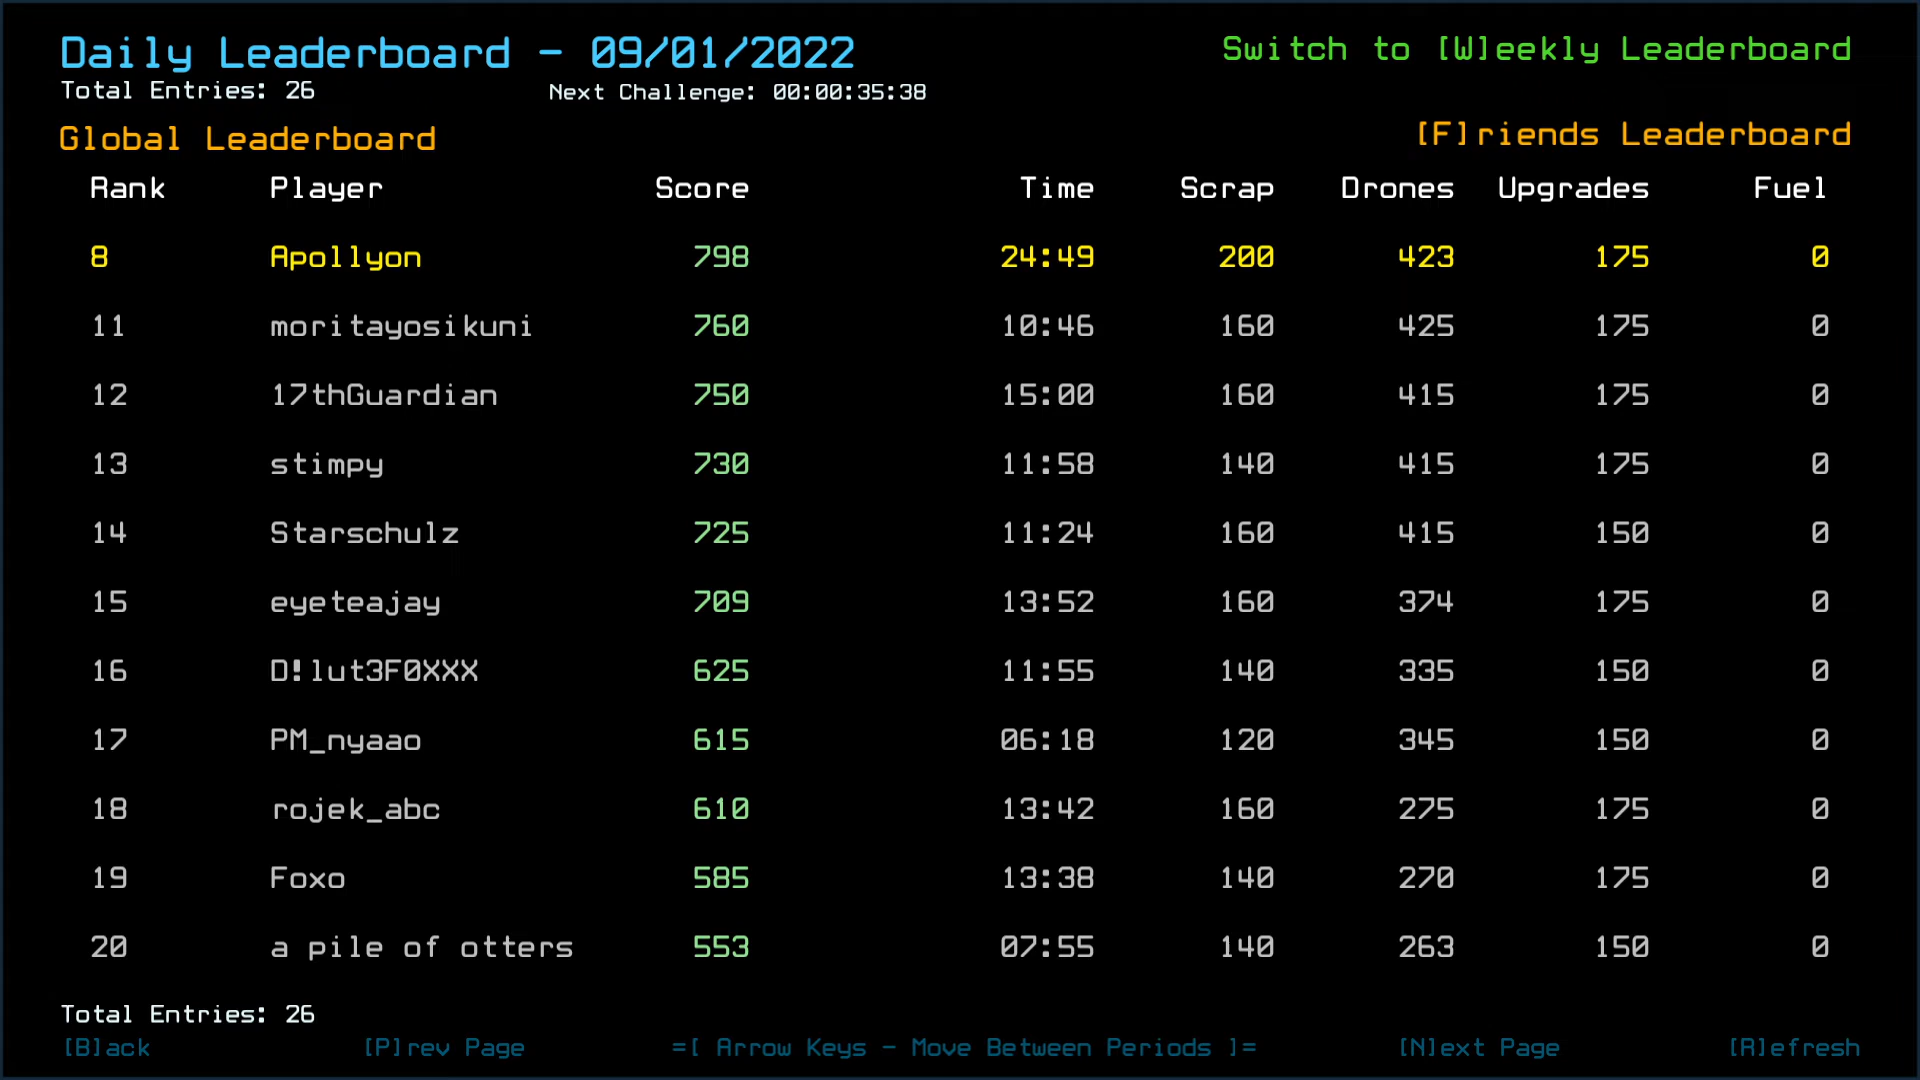 Daily Leaderboard - 09/01/2022 Switch to [W]eekly Leaderboard
Total Entries: 26 Next Challenge: 00:00:35:38
Global Leaderboard [F]riends Leaderboard
Rank Player Score Time Scrap Drones Upgrades Fuel
8 Apollyon 798 24:49 200 423 175 0
11 moritayosikuni 760 10:46 160 425 175 0
12 17thGuardian 750 15:00 160 415 175 0
13 stimpy 730 11:58 140 415 175 0
14 Starschulz 725 11:24 160 415 150 0
15 eyeteajay 709 13:52 160 374 175 0
16 D!lut3F0XXX 625 11:55 140 335 150 0
17 PM_nyaao 615 06:18 120 345 150 0
18 rojek_abc 610 13:42 160 275 175 0
19 Foxo 585 13:38 140 270 175 0
20 a pile of otters 553 07:55 140 263 150 0
Total Entries: 26
[B]ack [P]rev Page =[ Arrow Keys - Move Between Periods ]= [N]ext Page [R]efresh